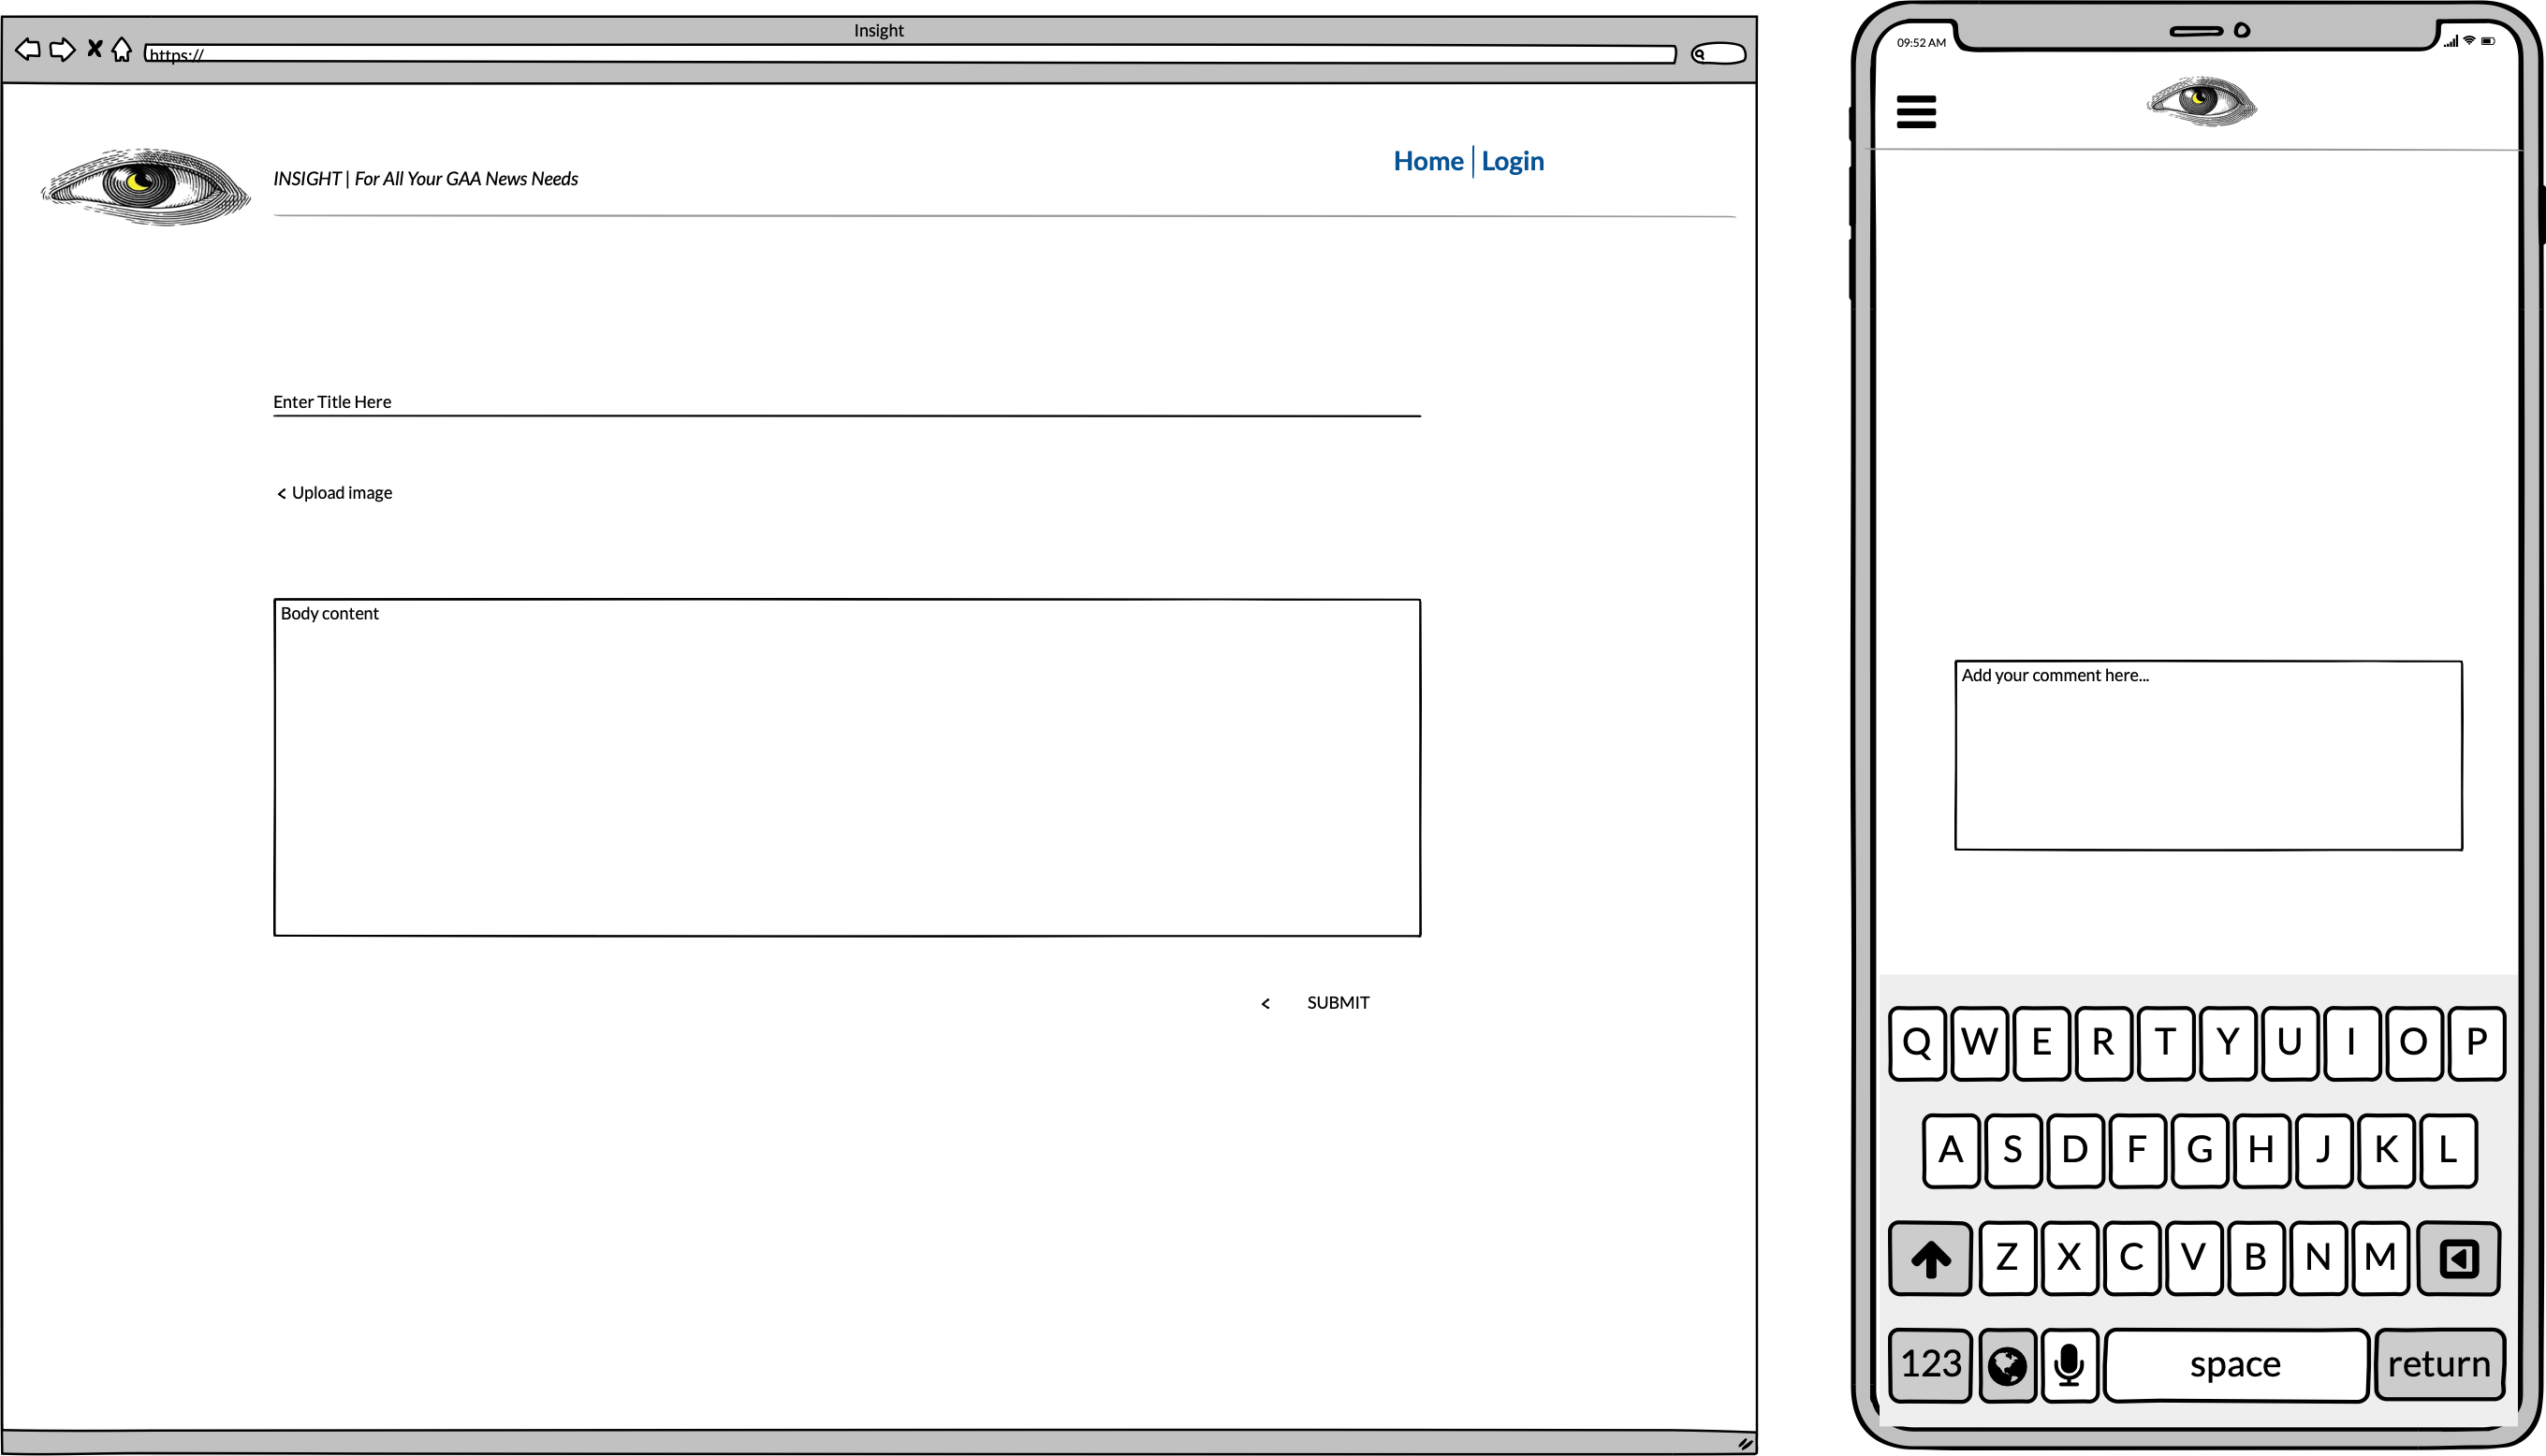 Insight
https://
INSIGHT | For All Your GAA News Needs
Home | Login
Enter Title Here
< Upload image
Body content
< SUBMIT
09:52 AM
Add your comment here...
Q W E R T Y U I O P
A S D F G H J K L
Z X C V B N M
123 space return